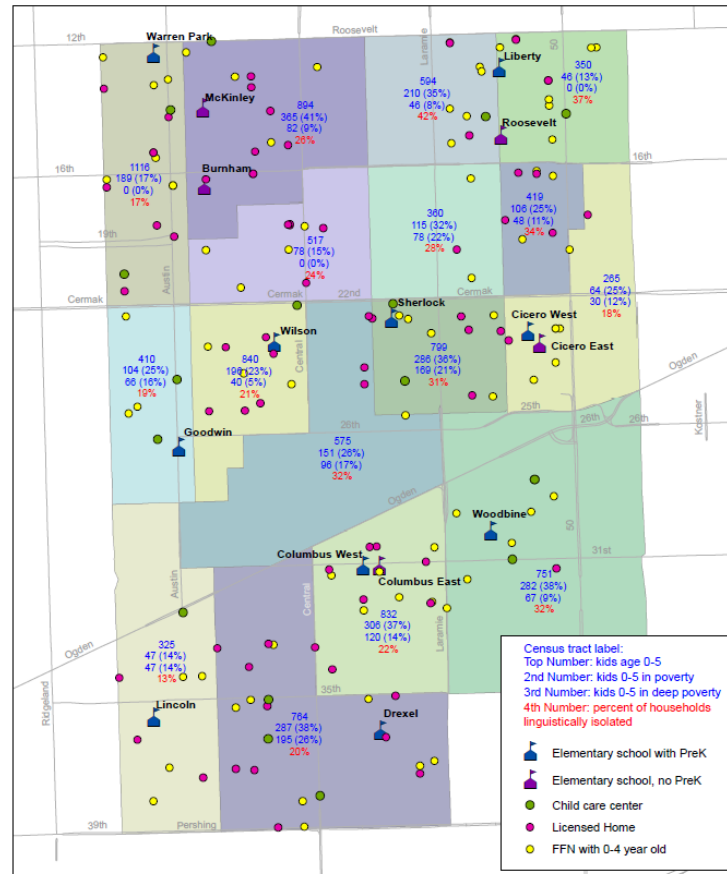 Warren Park
12th
Roosevelt
Laramie
50
Liberty
350
46 (13%)
0 (0%)
37%
594
210 (35%)
46 (8%)
42%
894
365 (41%)
82 (9%)
26%
McKinley
Roosevelt
16th
16th
1116
189 (17%)
0 (0%)
17%
Burnham
419
106 (25%)
48 (11%)
34%
360
115 (32%)
78 (22%)
28%
19th
517
78 (15%)
0 (0%)
24%
265
64 (25%)
30 (12%)
18%
Austin
Cermak
Cermak
22nd
Cermak
Sherlock
Cicero West
Wilson
Central
Cicero East
Ogden
410
104 (25%)
66 (16%)
19%
840
196 (23%)
40 (5%)
21%
799
286 (36%)
169 (21%)
31%
Kostner
25th
26th
26th
26th
Goodwin
575
151 (26%)
96 (17%)
32%
Ogden
Woodbine
50
31st
Columbus West
Columbus East
Austin
Central
Laramie
751
282 (38%)
67 (9%)
32%
832
306 (37%)
120 (14%)
22%
Ogden
325
47 (14%)
47 (14%)
13%
35th
Ridgeland
Lincoln
764
287 (38%)
195 (26%)
20%
Drexel
39th
Pershing
Census tract label:
Top Number: kids age 0-5
2nd Number: kids 0-5 in poverty
3rd Number: kids 0-5 in deep poverty
4th Number: percent of households
linguistically isolated
Elementary school with PreK
Elementary school, no PreK
Child care center
Licensed Home
FFN with 0-4 year old